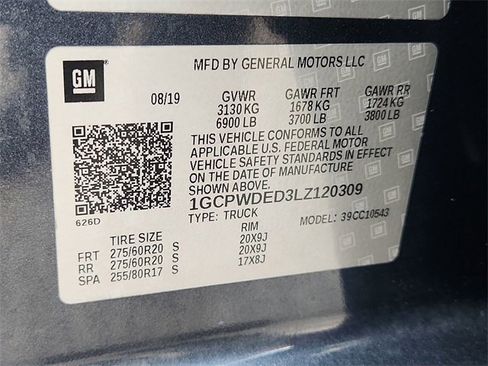 GM
MFD BY GENERAL MOTORS LLC
08/19 GVWR GAWR FRT GAWR RR
3130 KG 1678 KG 1724 KG
6900 LB 3700 LB 3800 LB
THIS VEHICLE CONFORMS TO ALL
APPLICABLE U.S. FEDERAL MOTOR
VEHICLE SAFETY STANDARDS IN EFFECT
ON THE DATE OF MANUFACTURE
SHOWN ABOVE.
1GCPWDED3LZ120309
626D TYPE: TRUCK MODEL: 39CC10543
TIRE SIZE RIM
FRT 275/60R20 S 20X9J
RR 275/60R20 S 20X9J
SPA 255/80R17 S 17X8J